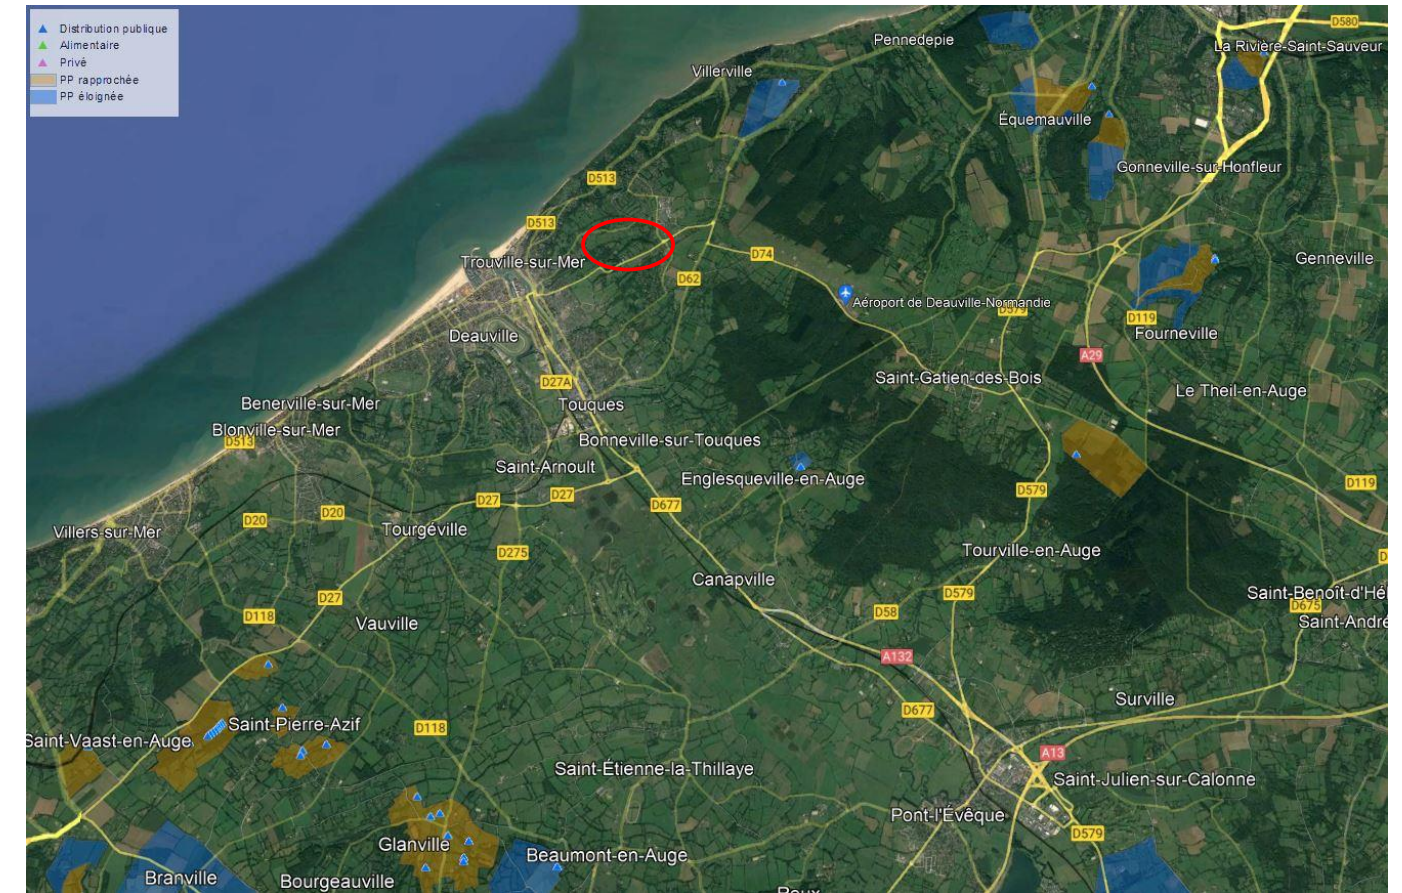 Distribution publique
Alimentaire
Privé
PP rapprochée
PP éloignée
D580
Pennedepie
La Rivière-Saint-Sauveur
Villerville
Équemauville
Gonneville-sur-Honfleur
D513
D513
Trouville-sur-Mer
D74
Genneville
D62
Aéroport de Deauville-Normandie
D579
D119
Fourneville
Deauville
A29
Saint-Gatien-des-Bois
D27A
Le Theil-en-Auge
Benerville-sur-Mer
Touques
Blonville-sur-Mer
D513
Bonneville-sur-Touques
Saint-Arnoult
Englesqueville-en-Auge
D119
D27
D27
D579
D677
D20
D20
Villers-sur-Mer
Tourgéville
D275
Tourville-en-Auge
D
Canapville
D27
D579
Saint-Benoît-d'Hé
D118
D58
D675
Vauville
Saint-André
A132
Surville
D677
Saint-Pierre-Azif
D118
Saint-Vaast-en-Auge
A13
Saint-Étienne-la-Thillaye
Saint-Julien-sur-Calonne
Pont-l'Évêque
D579
Glanville
Beaumont-en-Auge
Branville
Bourgeauville